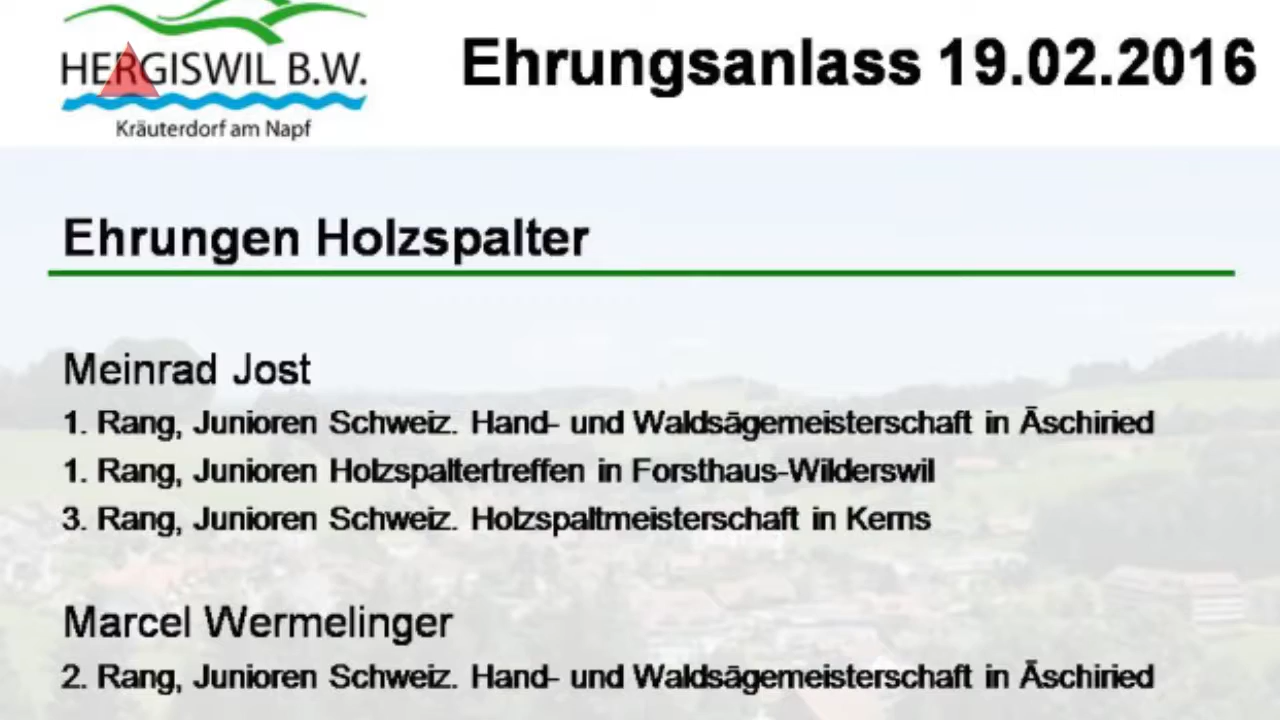 HERGISWIL B.W.
Kräuterdorf am Napf
Ehrungsanlass 19.02.2016
Ehrungen Holzspalter
Meinrad Jost
1. Rang, Junioren Schweiz. Hand- und Waldsägemeisterschaft in Äschiried
1. Rang, Junioren Holzspaltertreffen in Forsthaus-Wilderswil
3. Rang, Junioren Schweiz. Holzspaltmeisterschaft in Kerns
Marcel Wermelinger
2. Rang, Junioren Schweiz. Hand- und Waldsägemeisterschaft in Äschiried